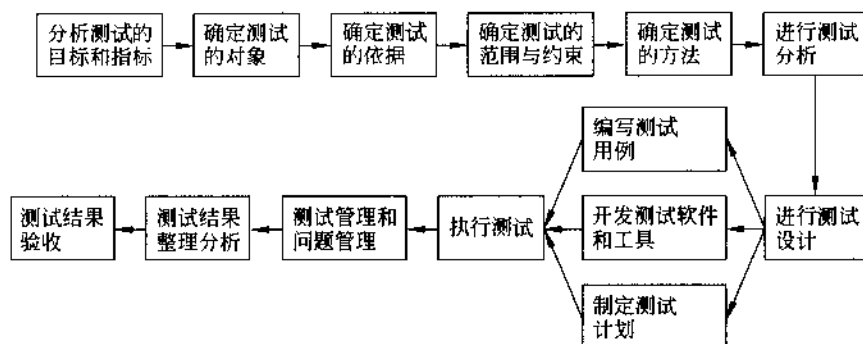 分析测试的
目标和指标
确定测试
的对象
确定测试
的依据
确定测试的
范围与约束
确定测试
的方法
进行测试
分析
编写测试
用例
进行测试
设计
开发测试软件
和工具
制定测试
计划
执行测试
测试管理和
问题管理
测试结果
整理分析
测试结果
验收